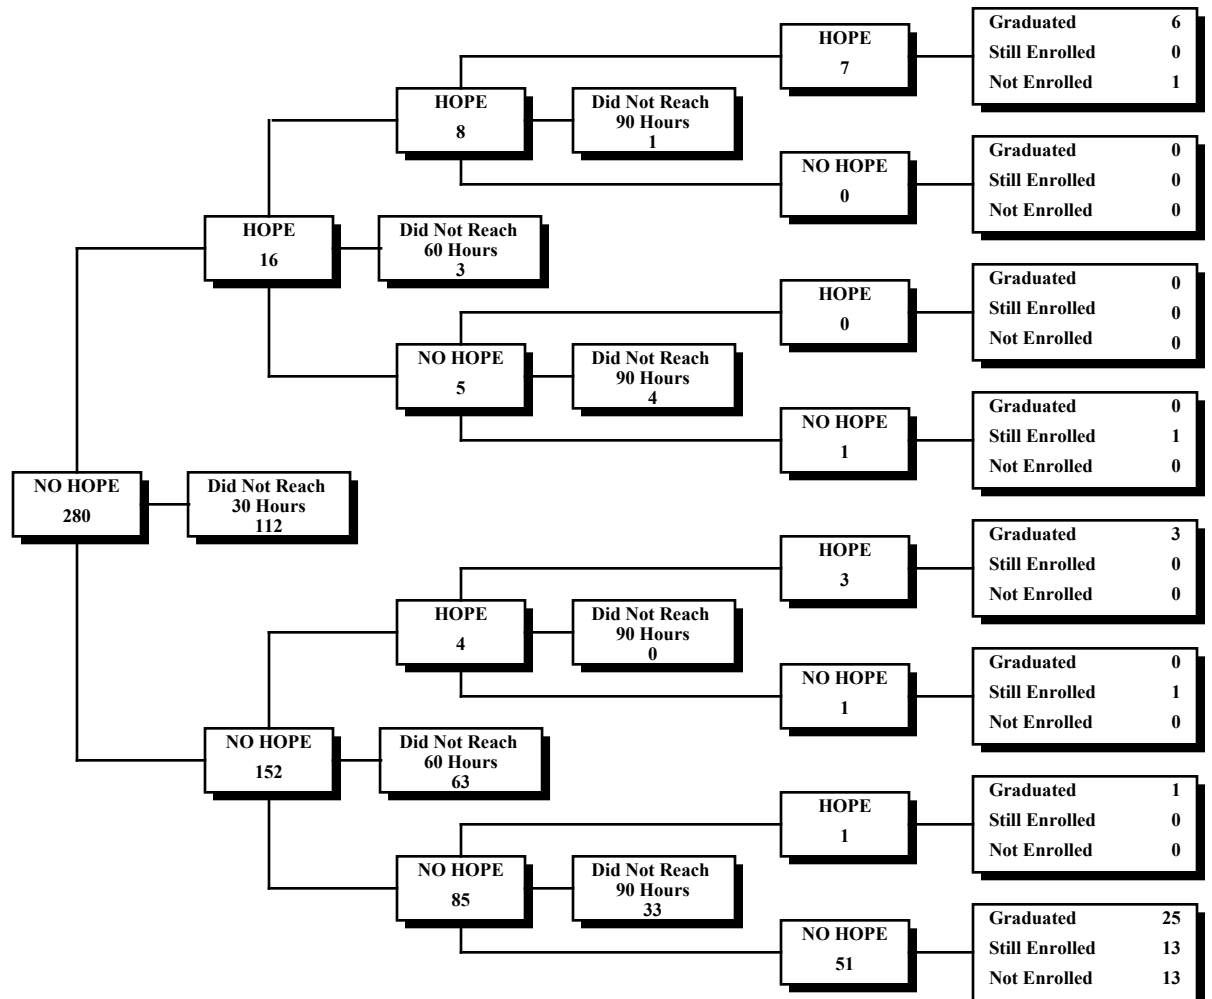 HOPE
7
Graduated 6
Still Enrolled 0
Not Enrolled 1
HOPE
8
Did Not Reach
90 Hours
1
NO HOPE
0
Graduated 0
Still Enrolled 0
Not Enrolled 0
HOPE
16
Did Not Reach
60 Hours
3
HOPE
0
Graduated 0
Still Enrolled 0
Not Enrolled 0
NO HOPE
5
Did Not Reach
90 Hours
4
NO HOPE
1
Graduated 0
Still Enrolled 1
Not Enrolled 0
NO HOPE
280
Did Not Reach
30 Hours
112
HOPE
3
Graduated 3
Still Enrolled 0
Not Enrolled 0
HOPE
4
Did Not Reach
90 Hours
0
NO HOPE
1
Graduated 0
Still Enrolled 1
Not Enrolled 0
NO HOPE
152
Did Not Reach
60 Hours
63
HOPE
1
Graduated 1
Still Enrolled 0
Not Enrolled 0
NO HOPE
85
Did Not Reach
90 Hours
33
NO HOPE
51
Graduated 25
Still Enrolled 13
Not Enrolled 13